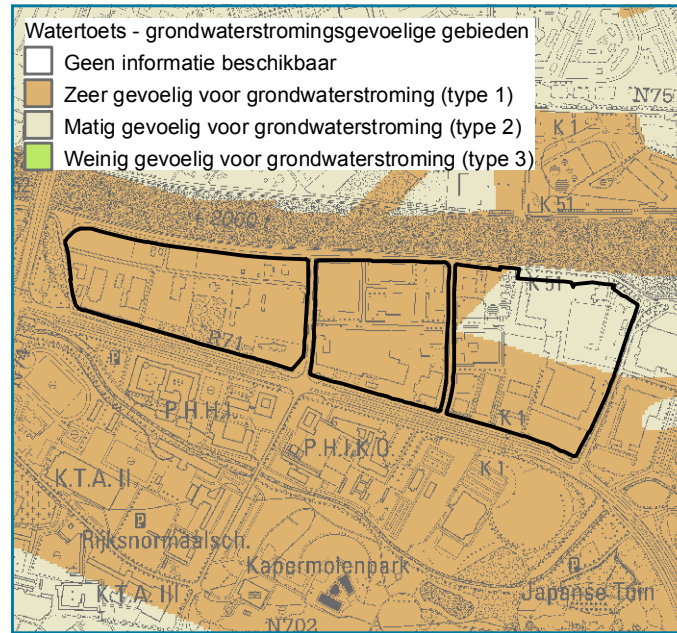 Watertoets - grondwaterstromingsgevoelige gebieden
Geen informatie beschikbaar
Zeer gevoelig voor grondwaterstroming (type 1)
Matig gevoelig voor grondwaterstroming (type 2)
Weinig gevoelig voor grondwaterstroming (type 3)
N75
K 1
K 51
K 51
R71
P
P.H.H.I.
K 1
P.H.I.K.O
K 1
K.T.A. II
P
Rijksnormaalsch.
Kapermolenpark
P
K.T.A. III
Japanse Tuin
N702